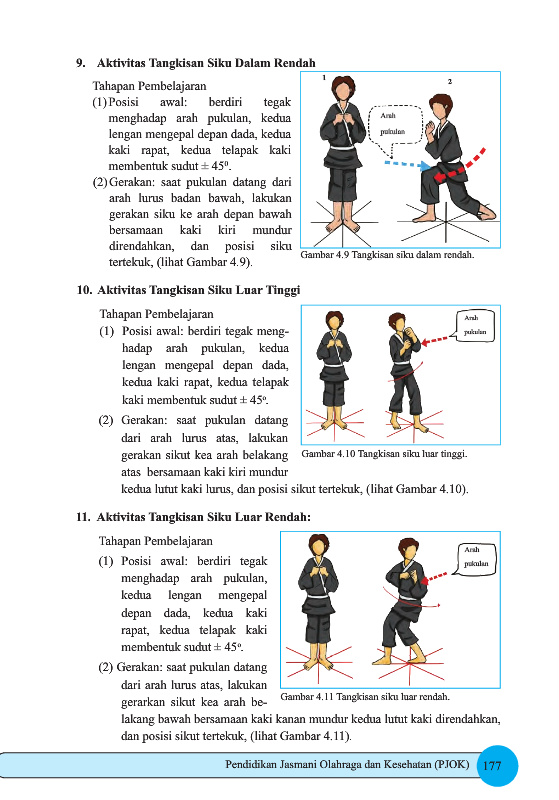 9. Aktivitas Tangkisan Siku Dalam Rendah
Tahapan Pembelajaran
(1) Posisi awal: berdiri tegak
menghadap arah pukulan, kedua
lengan mengepal depan dada, kedua
kaki rapat, kedua telapak kaki
membentuk sudut ± 45⁰.
(2) Gerakan: saat pukulan datang dari
arah lurus badan bawah, lakukan
gerakan siku ke arah depan bawah
bersamaan kaki kiri mundur
direndahkan, dan posisi siku
tertekuk, (lihat Gambar 4.9).
1
2
Arah
pukulan
Gambar 4.9 Tangkisan siku dalam rendah.
10. Aktivitas Tangkisan Siku Luar Tinggi
Tahapan Pembelajaran
(1) Posisi awal: berdiri tegak meng-
hadap arah pukulan, kedua
lengan mengepal depan dada,
kedua kaki rapat, kedua telapak
kaki membentuk sudut ± 45º.
(2) Gerakan: saat pukulan datang
dari arah lurus atas, lakukan
gerakan sikut kea arah belakang
atas bersamaan kaki kiri mundur
kedua lutut kaki lurus, dan posisi sikut tertekuk, (lihat Gambar 4.10).
Arah
pukulan
Gambar 4.10 Tangkisan siku luar tinggi.
11. Aktivitas Tangkisan Siku Luar Rendah:
Tahapan Pembelajaran
(1) Posisi awal: berdiri tegak
menghadap arah pukulan,
kedua lengan mengepal
depan dada, kedua kaki
rapat, kedua telapak kaki
membentuk sudut ± 45º.
(2) Gerakan: saat pukulan datang
dari arah lurus atas, lakukan
gerarkan sikut kea arah be-
lakang bawah bersamaan kaki kanan mundur kedua lutut kaki direndahkan,
dan posisi sikut tertekuk, (lihat Gambar 4.11).
Arah
pukulan
Gambar 4.11 Tangkisan siku luar rendah.
Pendidikan Jasmani Olahraga dan Kesehatan (PJOK)
177